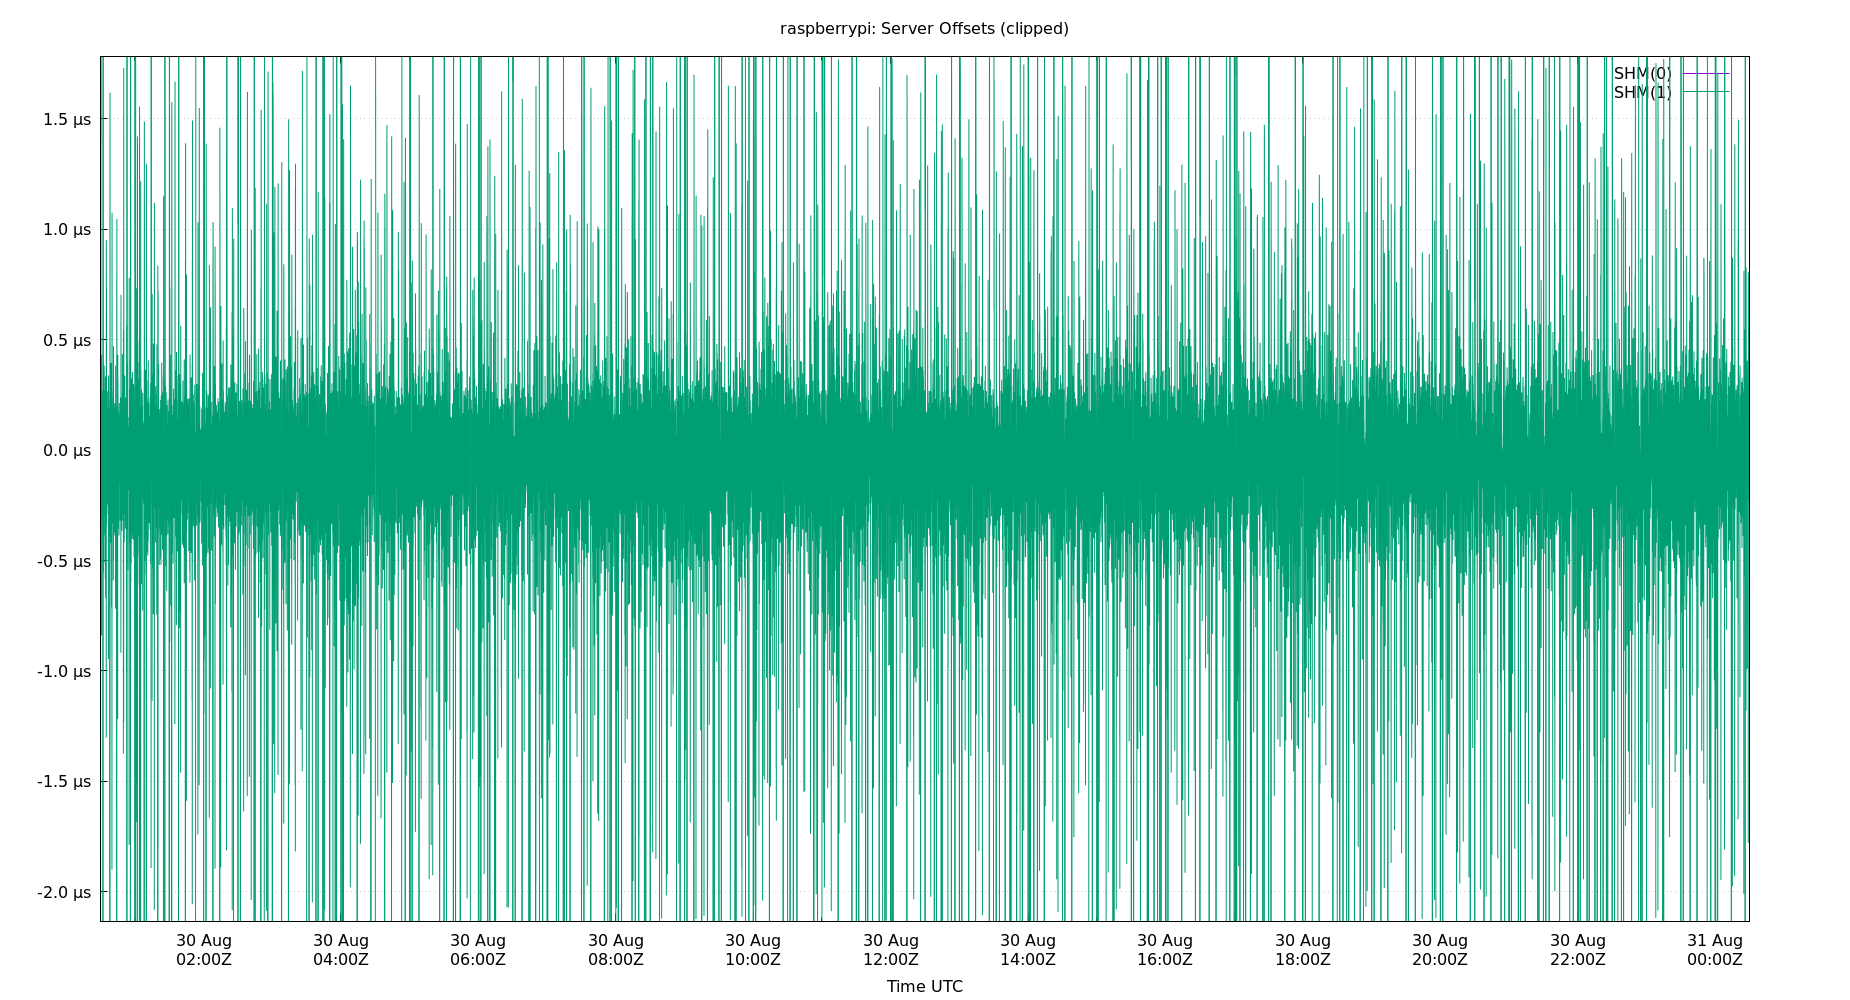 raspberrypi: Server Offsets (clipped)
SHM(0)
SHM(1)
1.5 µs
1.0 µs
0.5 µs
0.0 µs
-0.5 µs
-1.0 µs
-1.5 µs
-2.0 µs
30 Aug 30 Aug 30 Aug 30 Aug 30 Aug 30 Aug 30 Aug 30 Aug 30 Aug 30 Aug 30 Aug 31 Aug
02:00Z 04:00Z 06:00Z 08:00Z 10:00Z 12:00Z 14:00Z 16:00Z 18:00Z 20:00Z 22:00Z 00:00Z
Time UTC